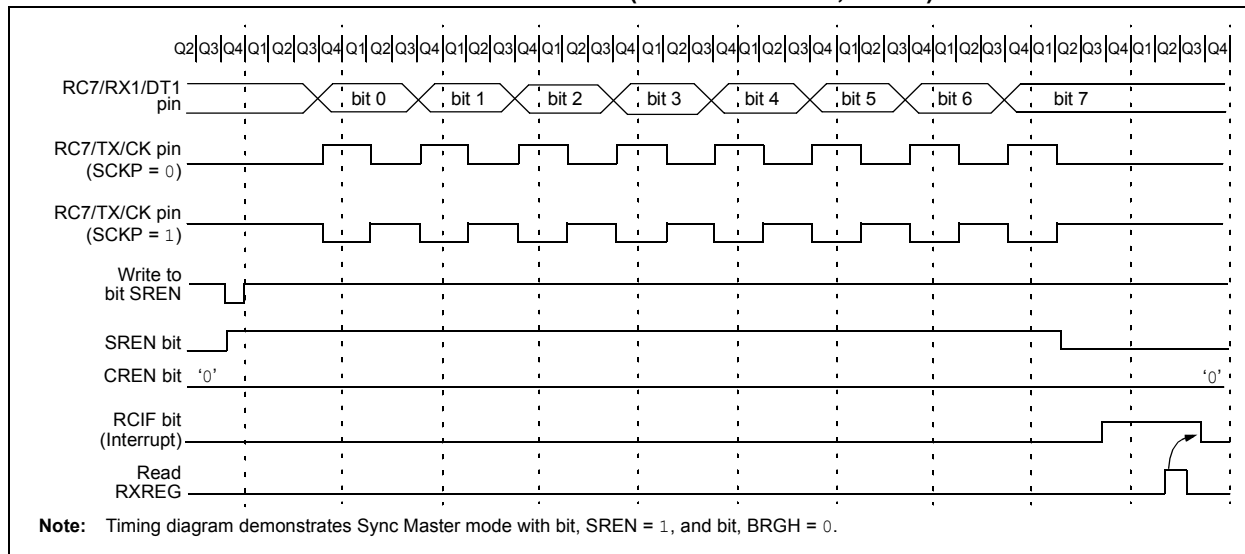 Q2 Q3 Q4 Q1 Q2 Q3 Q4 Q1 Q2 Q3 Q4 Q1 Q2 Q3 Q4 Q1 Q2 Q3 Q4 Q1 Q2 Q3 Q4 Q1 Q2 Q3 Q4 Q1 Q2 Q3 Q4 Q1 Q2 Q3 Q4 Q1 Q2 Q3 Q4 Q1 Q2 Q3 Q4
RC7/RX1/DT1
pin
bit 0 bit 1 bit 2 bit 3 bit 4 bit 5 bit 6 bit 7
RC7/TX/CK pin
(SCKP = 0)
RC7/TX/CK pin
(SCKP = 1)
Write to
bit SREN
SREN bit
CREN bit '0' '0'
RCIF bit
(Interrupt)
Read
RXREG
Note: Timing diagram demonstrates Sync Master mode with bit, SREN = 1, and bit, BRGH = 0.